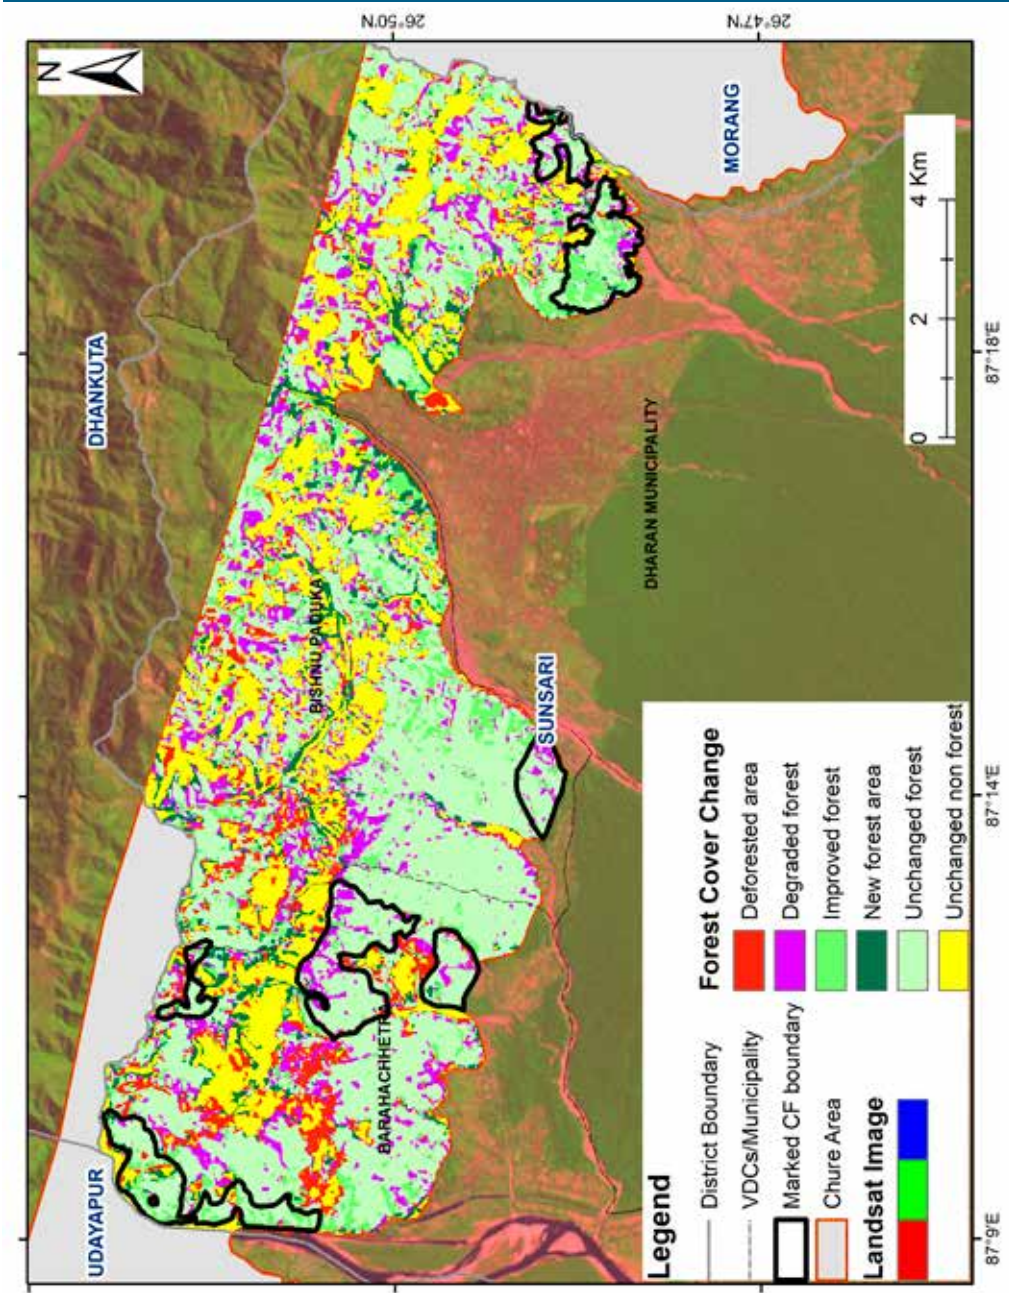 26°50'N
26°47'N
N
DHANKUTA
MORANG
UDAYAPUR
BISHNU PADUKA
BARAHACHHETRA
SUNSARI
DHARAN MUNICIPALITY
0 2 4 Km
87°9'E
87°14'E
87°18'E
Legend
District Boundary
VDCs/Municipality
Marked CF boundary
Chure Area
Landsat Image
Forest Cover Change
Deforested area
Degraded forest
Improved forest
New forest area
Unchanged forest
Unchanged non forest